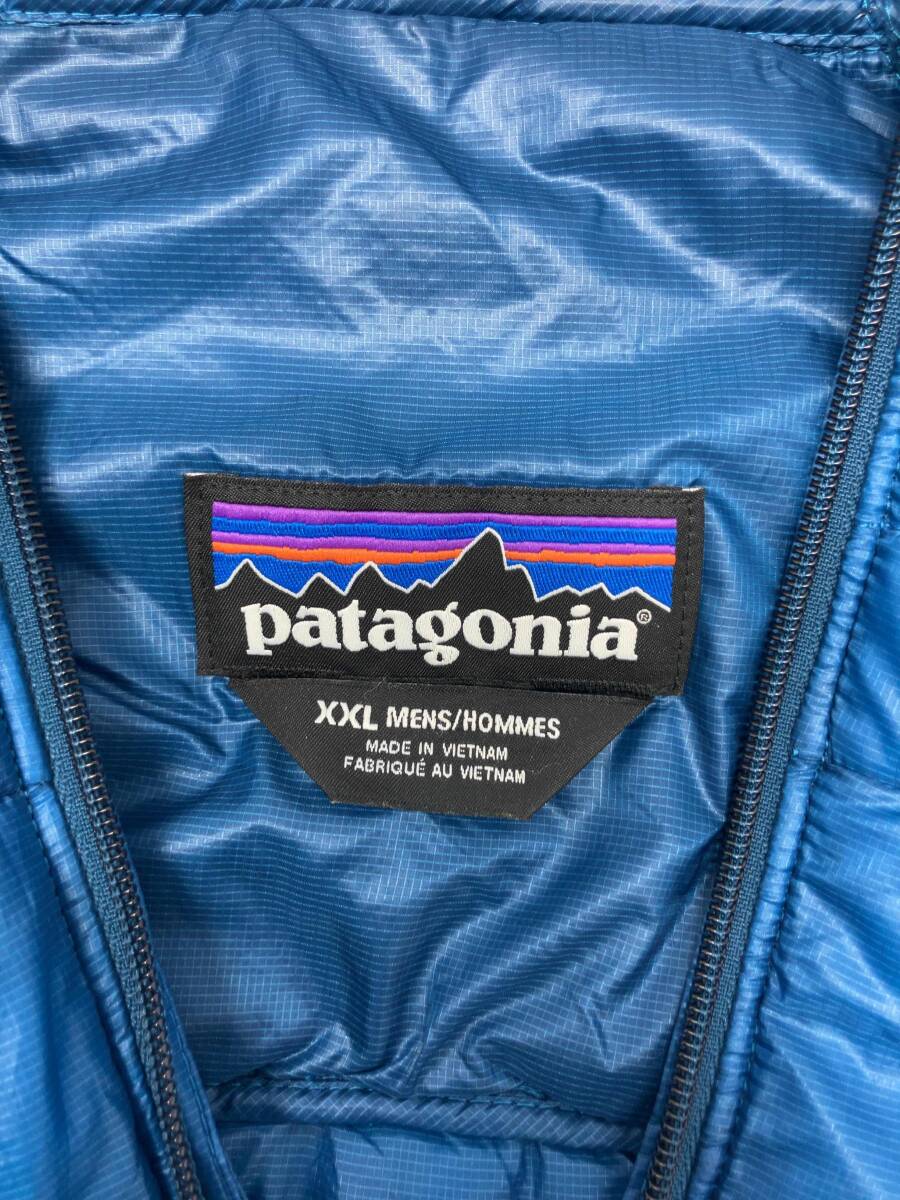 patagonia®
XXL MENS/HOMMES
MADE IN VIETNAM
FABRIQUÉ AU VIETNAM